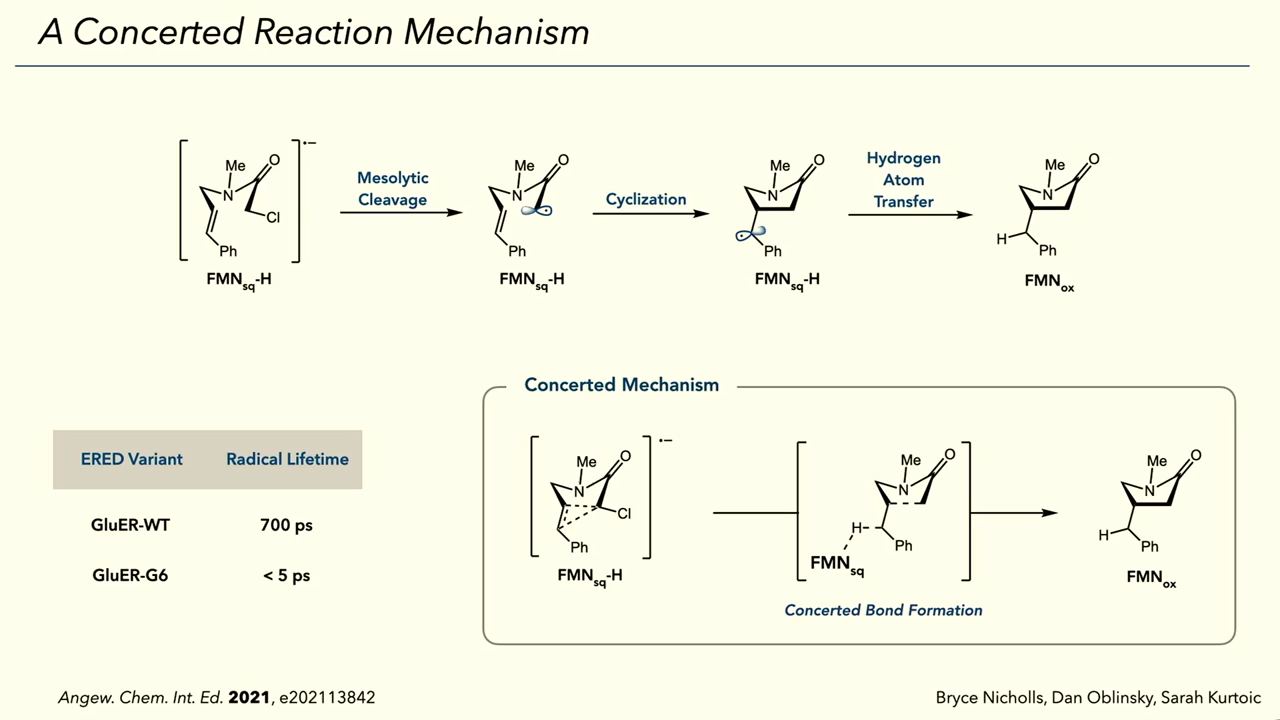 A Concerted Reaction Mechanism
Me
N
O
Cl
Ph
•−
FMNsq-H
Mesolytic
Cleavage
Me
N
O
Ph
FMNsq-H
Cyclization
Me
N
O
Ph
FMNsq-H
Hydrogen
Atom
Transfer
Me
N
O
H
Ph
FMNox
ERED Variant Radical Lifetime
GluER-WT 700 ps
GluER-G6 < 5 ps
Concerted Mechanism
Me
N
O
Cl
Ph
•−
FMNsq-H
Me
N
O
H
Ph
FMNsq
Concerted Bond Formation
Me
N
O
H
Ph
FMNox
Angew. Chem. Int. Ed. 2021, e202113842
Bryce Nicholls, Dan Oblinsky, Sarah Kurtoic